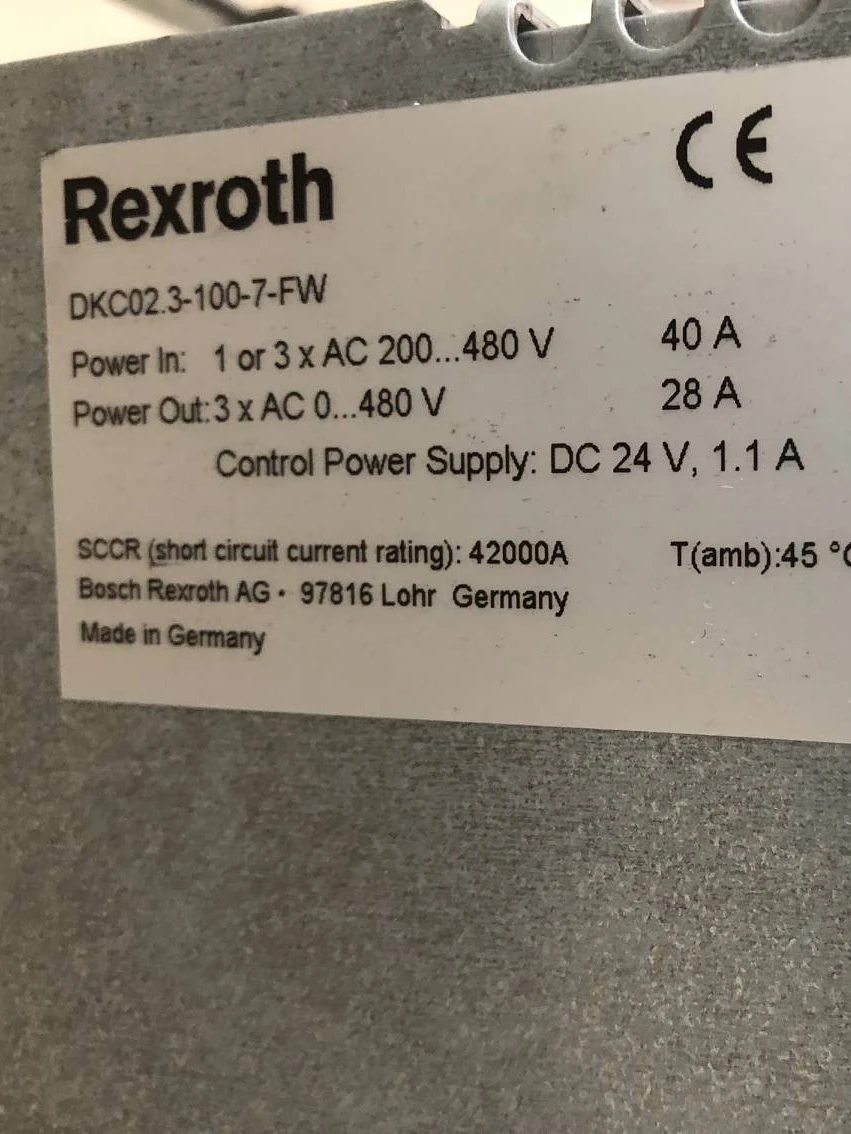 Rexroth
CE
DKC02.3-100-7-FW
Power In: 1 or 3 x AC 200...480 V 40 A
Power Out:3 x AC 0...480 V 28 A
Control Power Supply: DC 24 V, 1.1 A
SCCR (short circuit current rating): 42000A T(amb):45 °C
Bosch Rexroth AG · 97816 Lohr Germany
Made in Germany